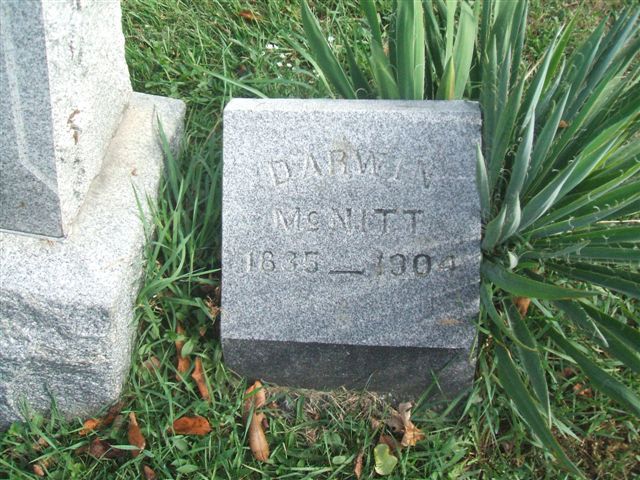 DARWIN
McNITT
1835 — 1904